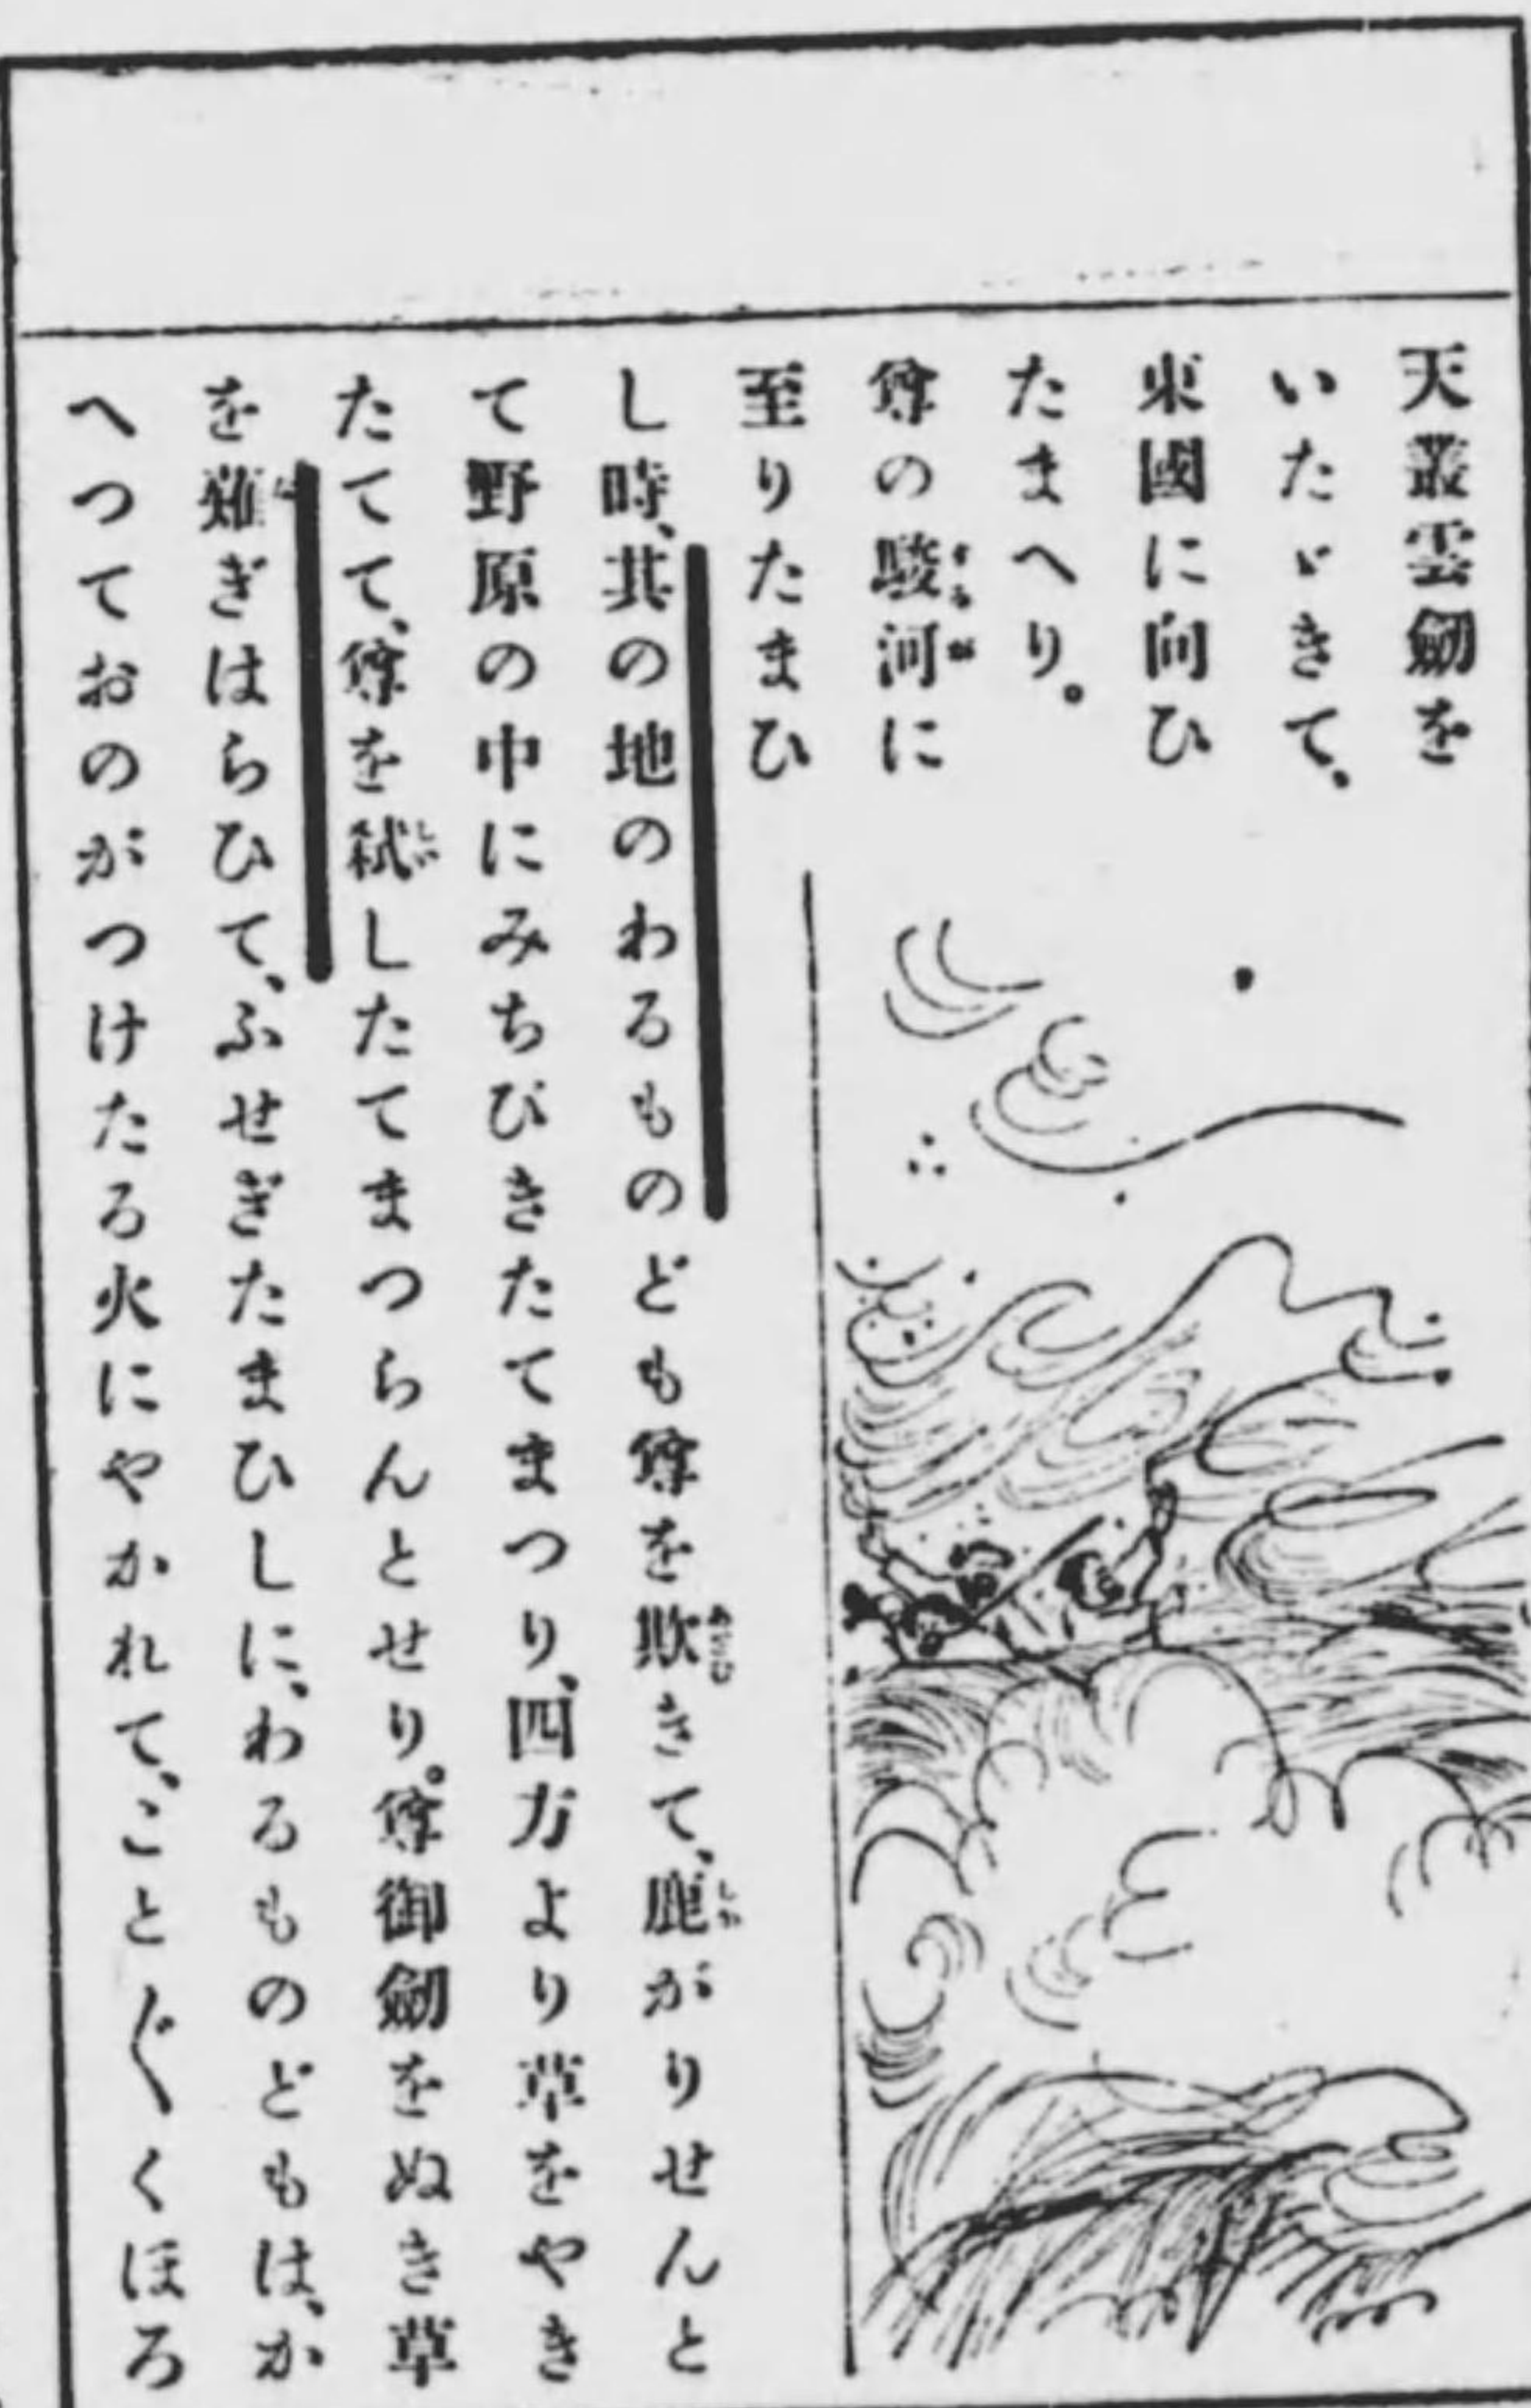 天叢雲劒を
いたゞきて、
東國に向ひ
たまへり。
尊の駿河に
至りたまひ
し時、其の地のわるものども尊を欺きて、鹿がりせんと
て野原の中にみちびきたてまつり、四方より草をやき
たてて、尊を弑したてまつらんとせり。尊御劒をぬき草
を薙ぎはらひて、ふせぎたまひしに、わるものどもは、か
へつておのがつけたる火にやかれて、こと〴〵くほろ